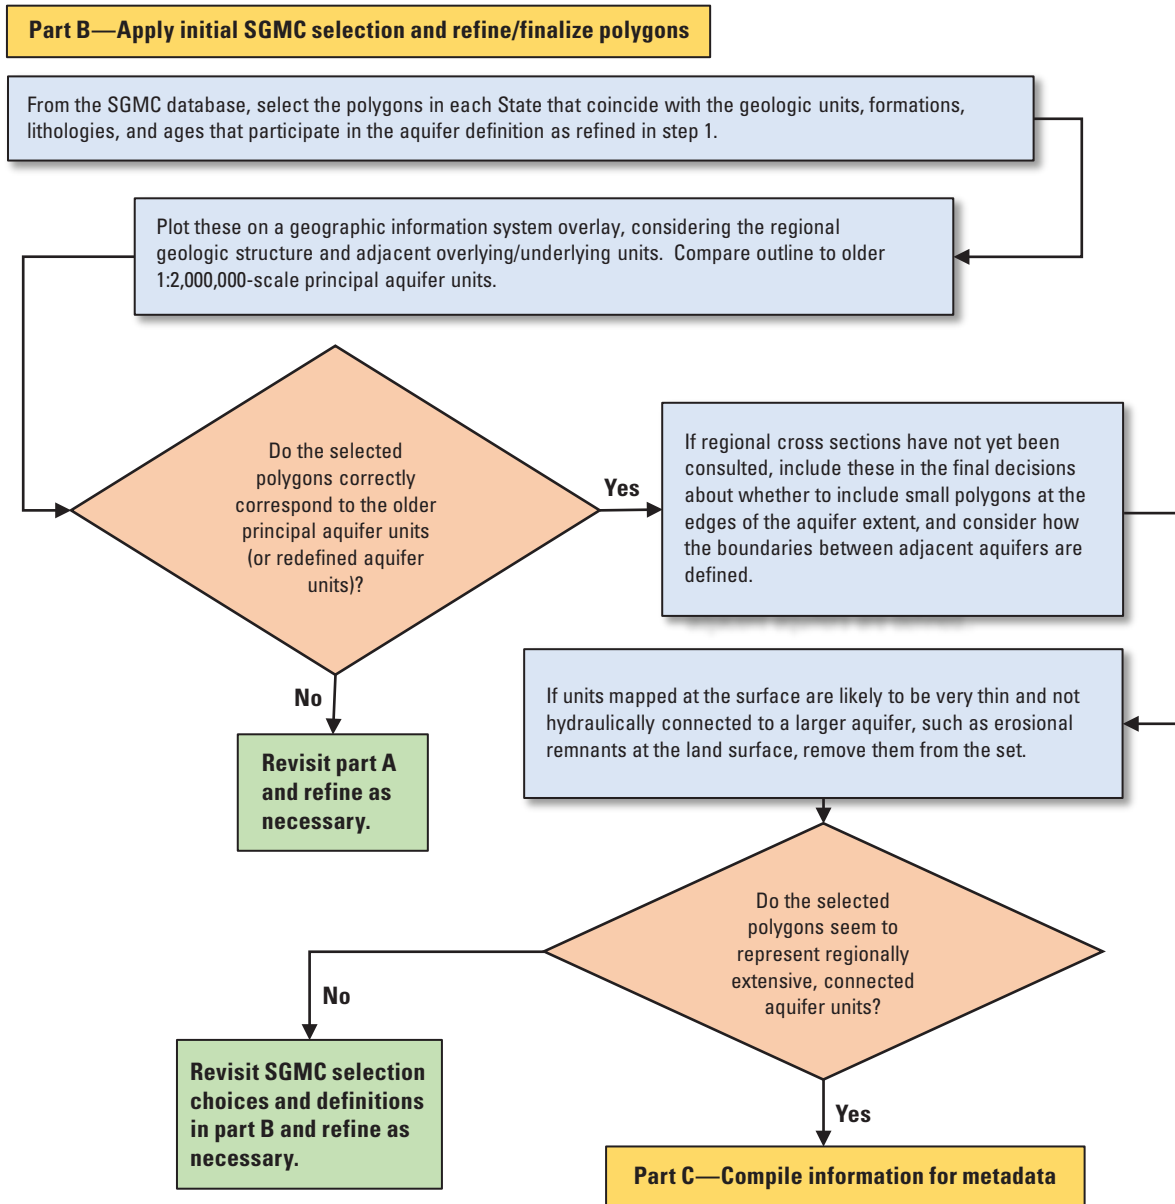 Part B—Apply initial SGMC selection and refine/finalize polygons
From the SGMC database, select the polygons in each State that coincide with the geologic units, formations,
lithologies, and ages that participate in the aquifer definition as refined in step 1.
Plot these on a geographic information system overlay, considering the regional
geologic structure and adjacent overlying/underlying units.  Compare outline to older
1:2,000,000-scale principal aquifer units.
Do the selected
polygons correctly
correspond to the older
principal aquifer units
(or redefined aquifer
units)?
Yes
If regional cross sections have not yet been
consulted, include these in the final decisions
about whether to include small polygons at the
edges of the aquifer extent, and consider how
the boundaries between adjacent aquifers are
defined.
No
Revisit part A
and refine as
necessary.
If units mapped at the surface are likely to be very thin and not
hydraulically connected to a larger aquifer, such as erosional
remnants at the land surface, remove them from the set.
Do the selected
polygons seem to
represent regionally
extensive, connected
aquifer units?
No
Revisit SGMC selection
choices and definitions
in part B and refine as
necessary.
Yes
Part C—Compile information for metadata